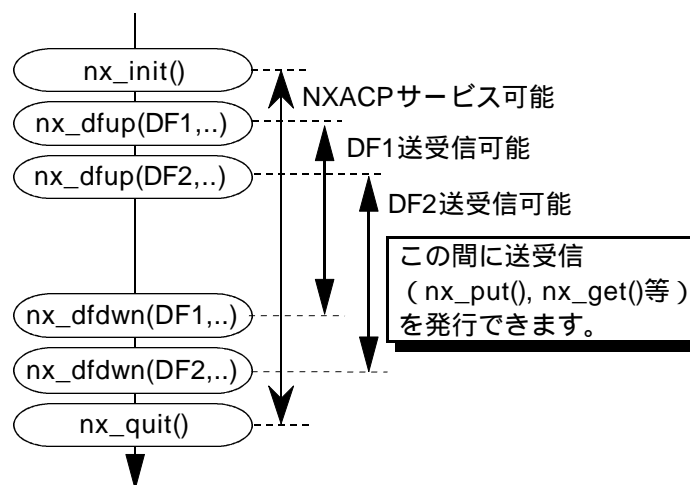 nx_init()
NXACPサービス可能
nx_dfup(DF1,..)
DF1送受信可能
nx_dfup(DF2,..)
DF2送受信可能
この間に送受信
（nx_put(), nx_get()等）
を発行できます。
nx_dfdwn(DF1,..)
nx_dfdwn(DF2,..)
nx_quit()